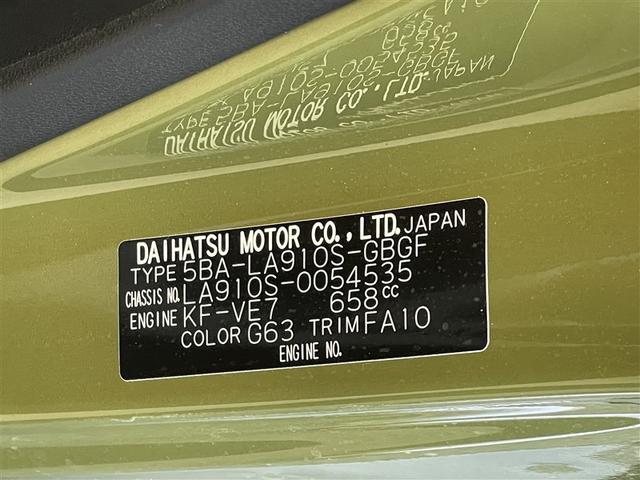 DAIHATSU MOTOR CO.,LTD. JAPAN
TYPE 5BA-LA910S-GBGF
CHASSIS NO. LA910S-0054535
ENGINE KF-VE7 658cc
COLOR G63 TRIM FA10
ENGINE NO.